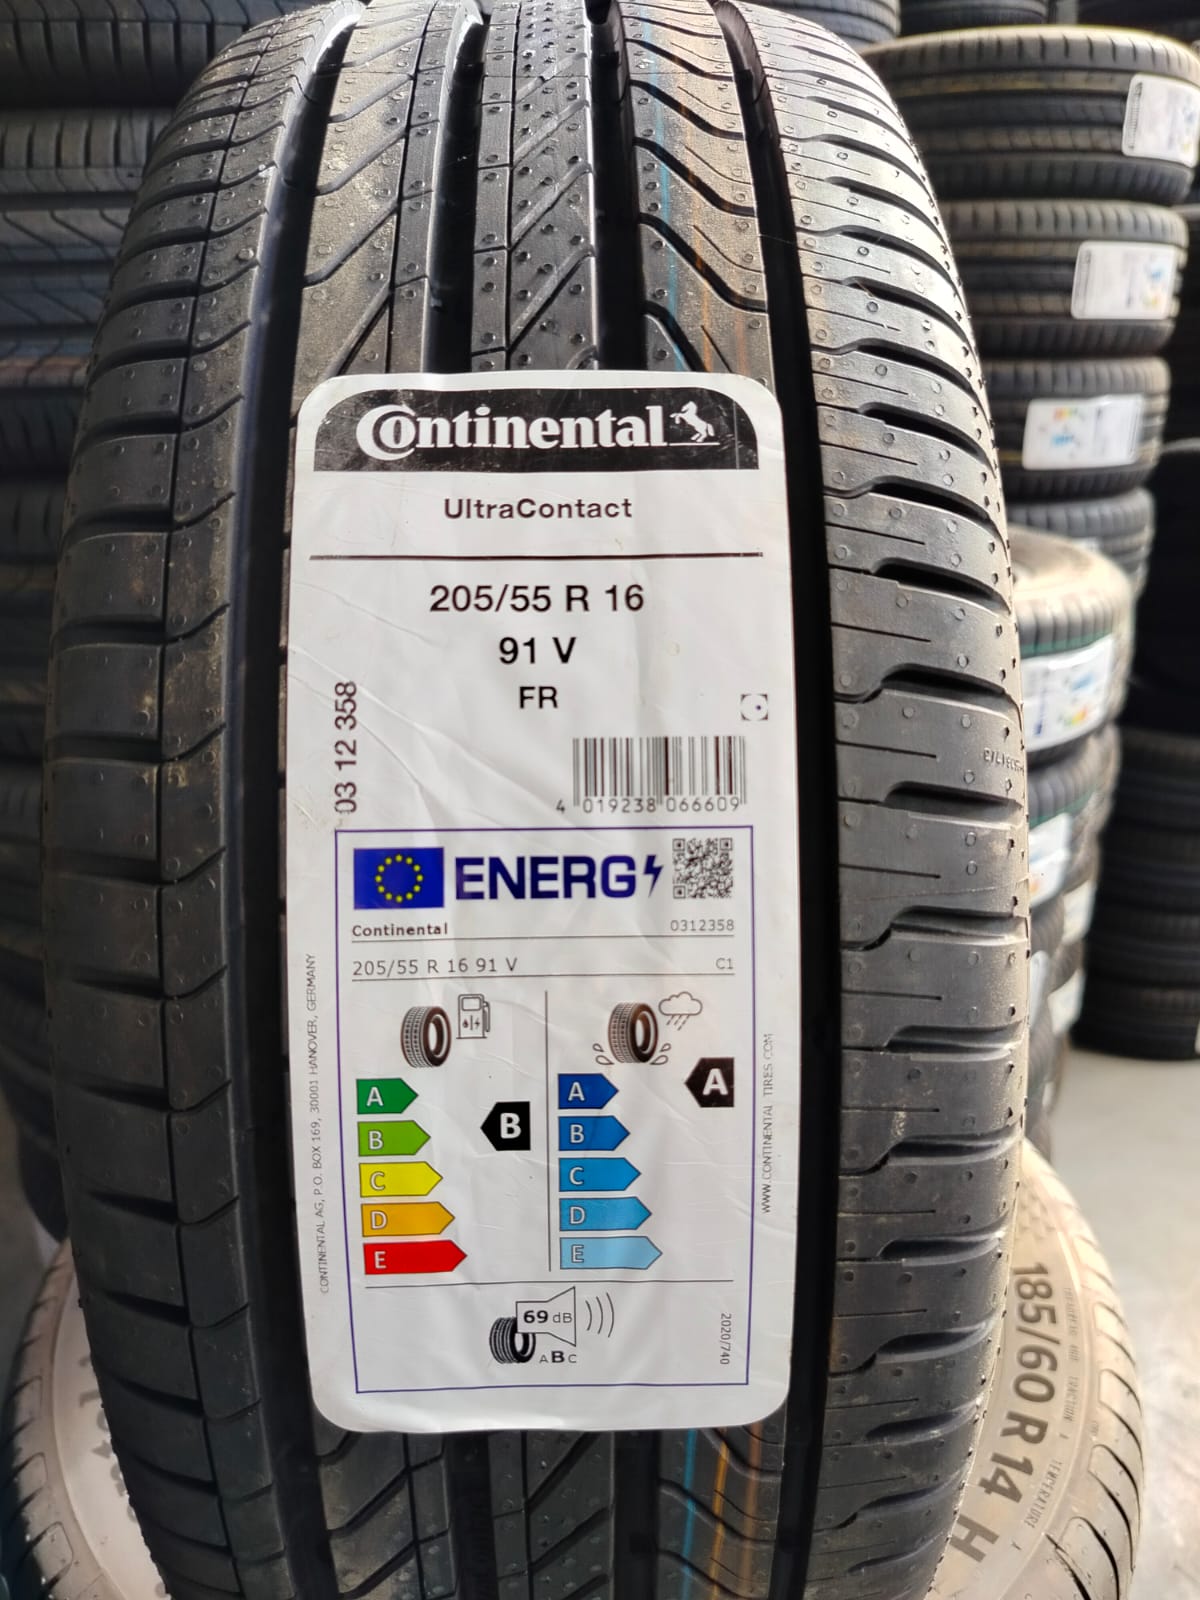 Continental
UltraContact
205/55 R 16
91 V
FR
03 12 358
4 019238 066609
ENERG
Continental 0312358
205/55 R 16 91 V C1
A
B
C
D
E
B
A
B
C
D
E
A
69 dB
ABC
2020/740
CONTINENTAL AG, P.O. BOX 169, 30001 HANOVER, GERMANY
WWW.CONTINENTAL TIRES.COM
185/60 R 14 H
TRACTION A TEMPERATURE A